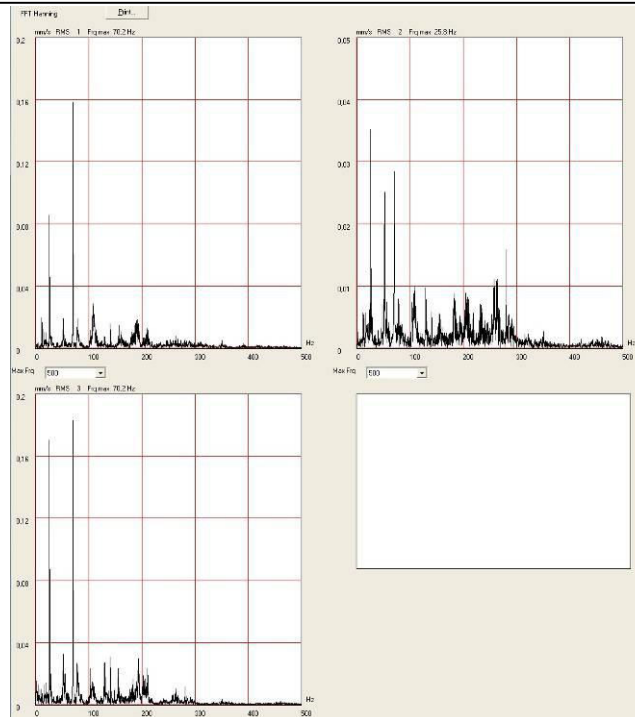 FFT Hanning
Print...
mm/s RMS 1 Frq max 70.2 Hz
0.2
0,16
0.12
0.08
0.04
0
0 100 200 300 400 500
Hz
Max Frq 500
mm/s RMS 2 Frq max 25.8 Hz
0.05
0.04
0.03
0.02
0,01
0
0 100 200 300 400 500
Hz
Max Frq 500
mm/s RMS 3 Frq max 70.2 Hz
0.2
0,16
0.12
0.08
0,04
0
0 100 200 300 400 500
Hz